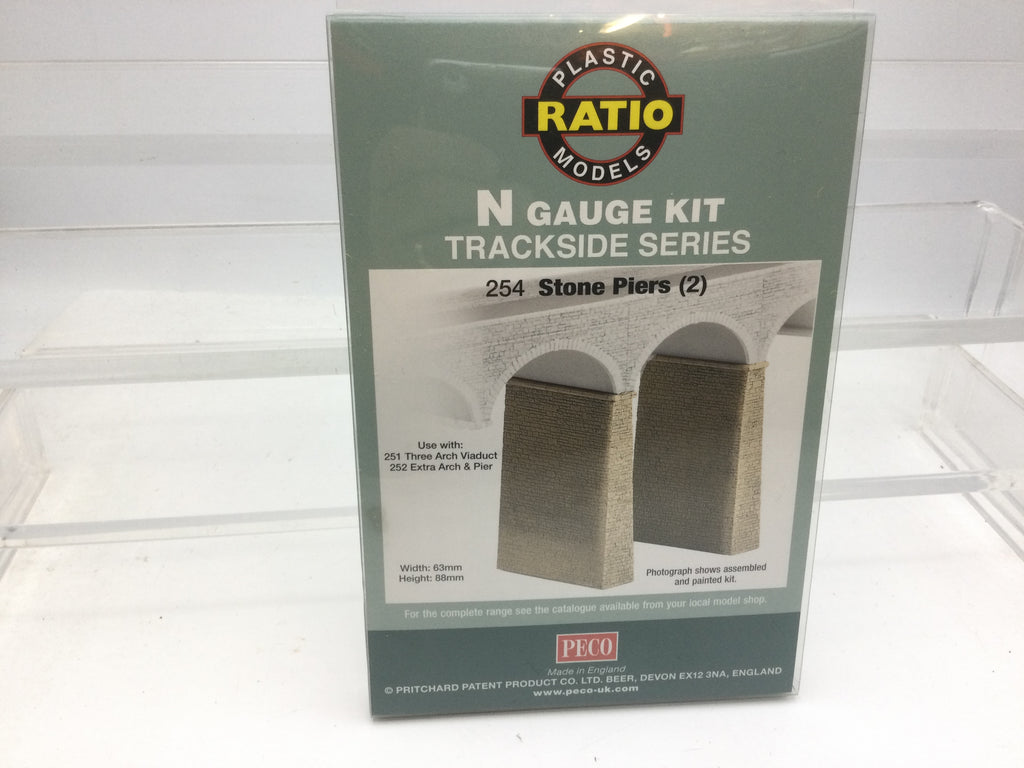 PLASTIC
RATIO
MODELS
N GAUGE KIT
TRACKSIDE SERIES
254 Stone Piers (2)
Use with:
251 Three Arch Viaduct
252 Extra Arch & Pier
Width: 63mm
Height: 88mm
Photograph shows assembled
and painted kit.
For the complete range see the catalogue available from your local model shop.
PECO
Made in England
© PRITCHARD PATENT PRODUCT CO. LTD. BEER, DEVON EX12 3NA, ENGLAND
www.peco-uk.com